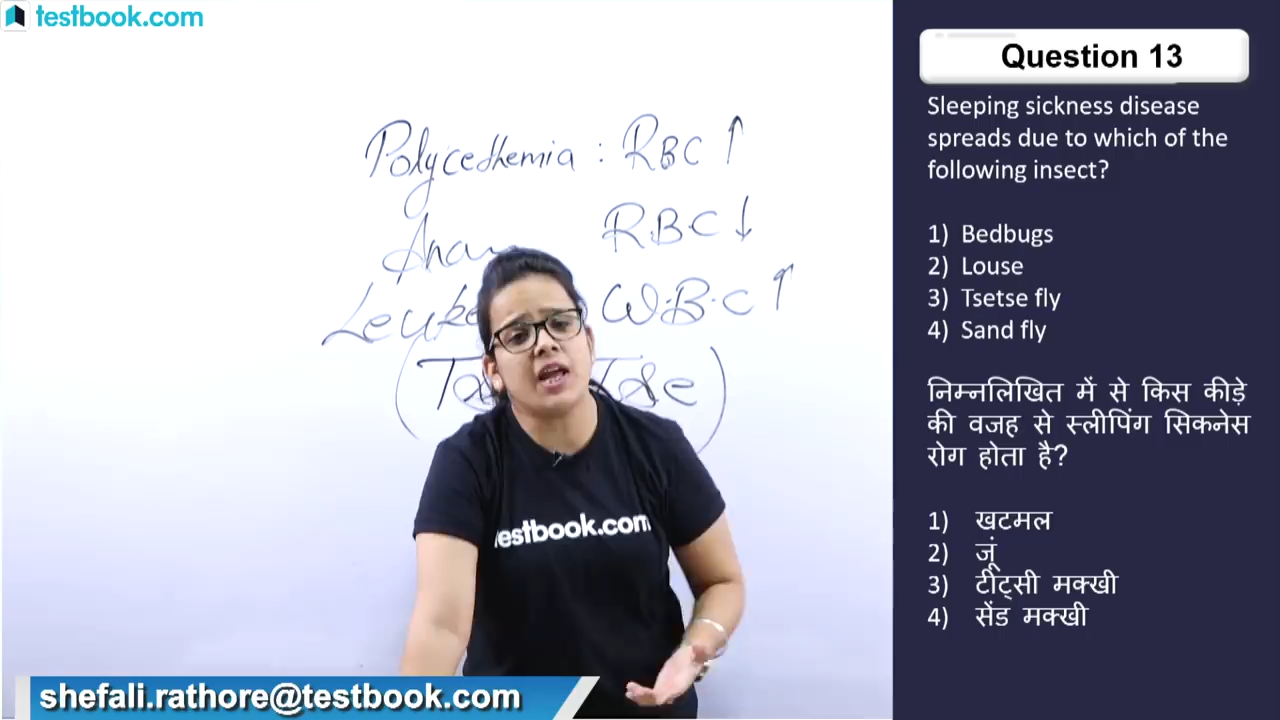 testbook.com
Polycethemia : RBC ↑
R.B.C ↓
W.B.C ↑
testbook.com
shefali.rathore@testbook.com
Question 13
Sleeping sickness disease
spreads due to which of the
following insect?
1) Bedbugs
2) Louse
3) Tsetse fly
4) Sand fly
निम्नलिखित में से किस कीड़े
की वजह से स्लीपिंग सिकनेस
रोग होता है?
1) खटमल
2) जूं
3) टीट्सी मक्खी
4) सेंड मक्खी